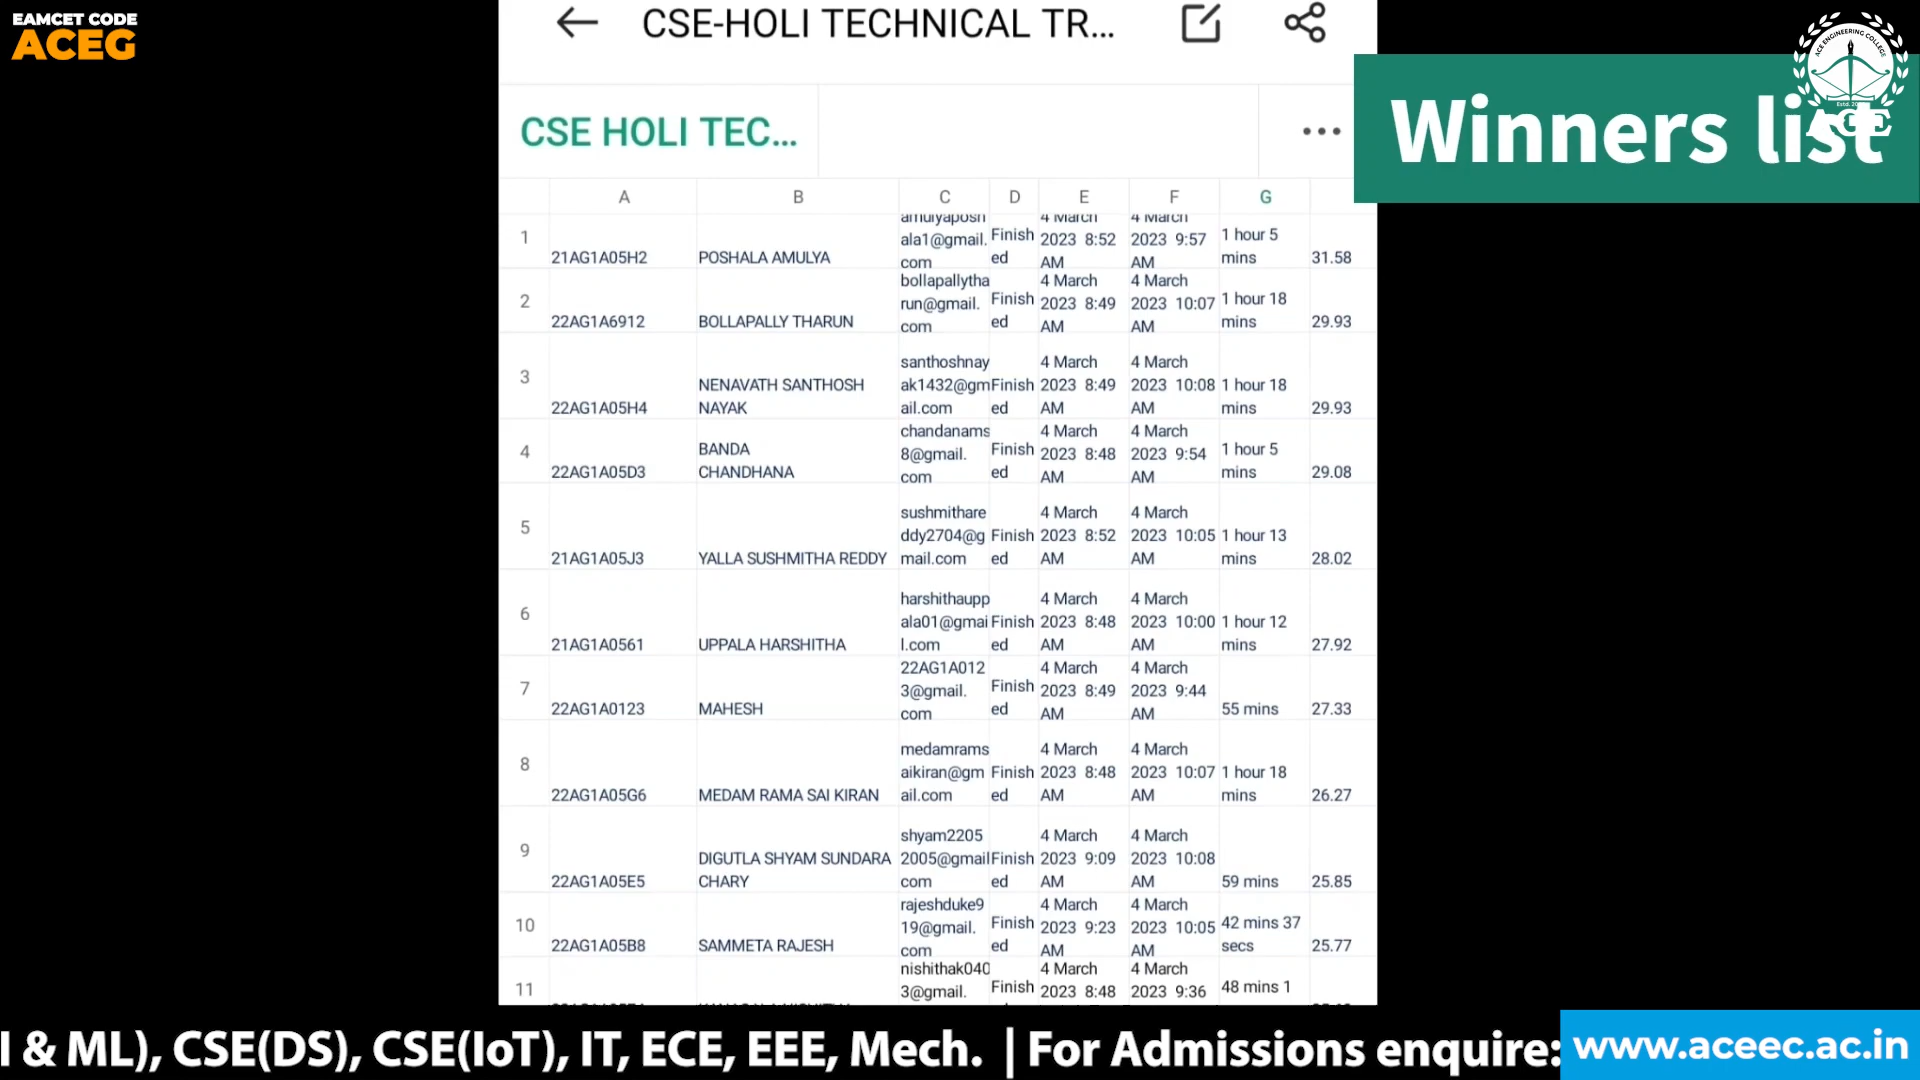 EAMCET CODE
ACEG
CSE-HOLI TECHNICAL TR...
CSE HOLI TEC...
Winners list
ACE ENGINEERING COLLEGE
A B C D E F G
1 21AG1A05H2 POSHALA AMULYA amulyaposh ala1@gmail. com Finish ed 4 March 2023 8:52 AM 4 March 2023 9:57 AM 1 hour 5 mins 31.58
2 22AG1A6912 BOLLAPALLY THARUN bollapallytha run@gmail. com Finish ed 4 March 2023 8:49 AM 4 March 2023 10:07 AM 1 hour 18 mins 29.93
3 22AG1A05H4 NENAVATH SANTHOSH NAYAK santhoshnay ak1432@gm ail.com Finish ed 4 March 2023 8:49 AM 4 March 2023 10:08 AM 1 hour 18 mins 29.93
4 22AG1A05D3 BANDA CHANDHANA chandanams 8@gmail. com Finish ed 4 March 2023 8:48 AM 4 March 2023 9:54 AM 1 hour 5 mins 29.08
5 21AG1A05J3 YALLA SUSHMITHA REDDY sushmithare ddy2704@g mail.com Finish ed 4 March 2023 8:52 AM 4 March 2023 10:05 AM 1 hour 13 mins 28.02
6 21AG1A0561 UPPALA HARSHITHA harshithaupp ala01@gmai l.com Finish ed 4 March 2023 8:48 AM 4 March 2023 10:00 AM 1 hour 12 mins 27.92
7 22AG1A0123 MAHESH 22AG1A012 3@gmail. com Finish ed 4 March 2023 8:49 AM 4 March 2023 9:44 AM 55 mins 27.33
8 22AG1A05G6 MEDAM RAMA SAI KIRAN medamrams aikiran@gm ail.com Finish ed 4 March 2023 8:48 AM 4 March 2023 10:07 AM 1 hour 18 mins 26.27
9 22AG1A05E5 DIGUTLA SHYAM SUNDARA CHARY shyam2205 2005@gmail com Finish ed 4 March 2023 9:09 AM 4 March 2023 10:08 AM 59 mins 25.85
10 22AG1A05B8 SAMMETA RAJESH rajeshduke9 19@gmail. com Finish ed 4 March 2023 9:23 AM 4 March 2023 10:05 AM 42 mins 37 secs 25.77
11 nishithak040 3@gmail. Finish 4 March 2023 8:48 4 March 2023 9:36 48 mins 1
I & ML), CSE(DS), CSE(IoT), IT, ECE, EEE, Mech. | For Admissions enquire:
www.aceec.ac.in